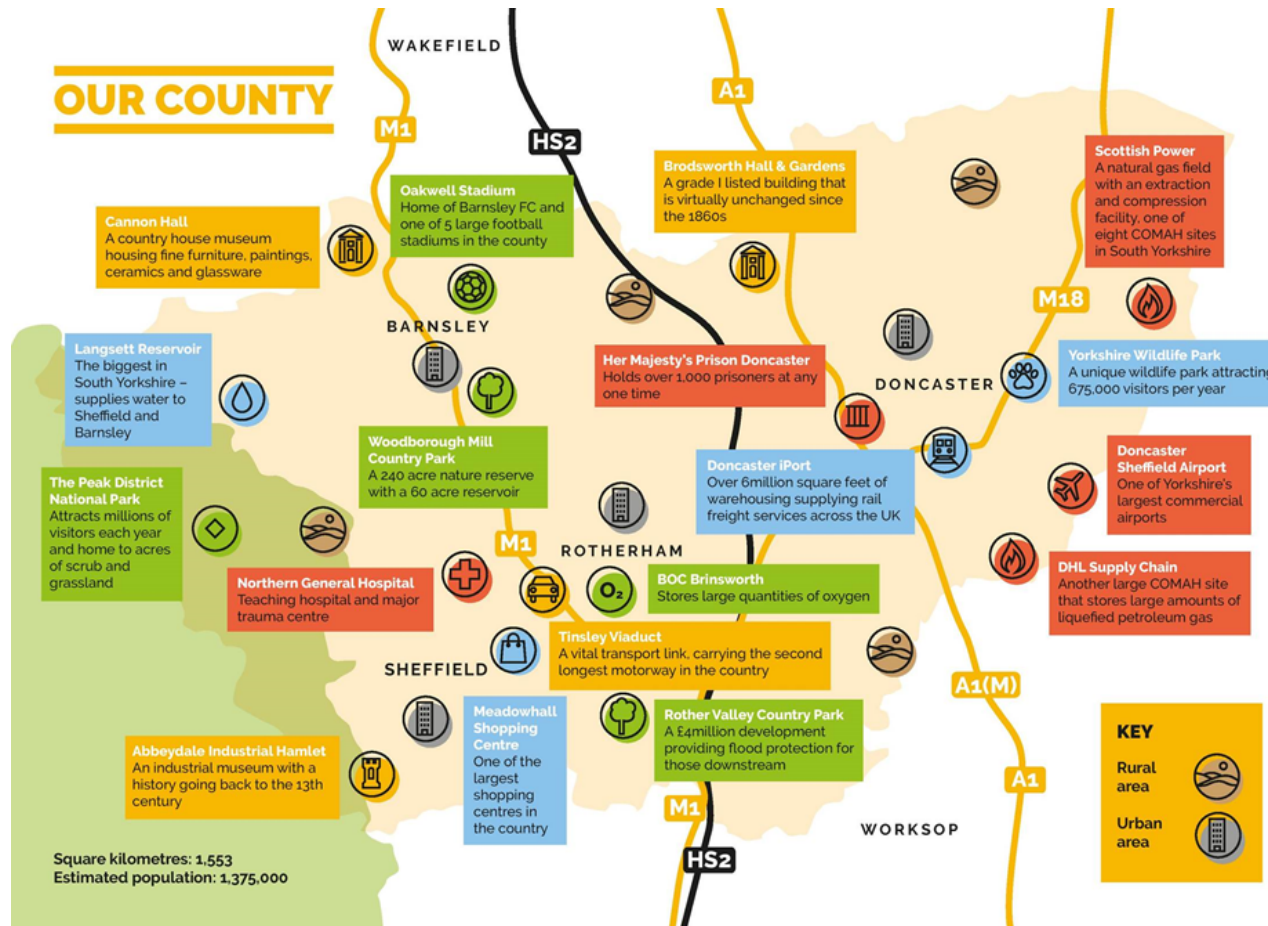 OUR COUNTY
WAKEFIELD
M1
HS2
A1
Cannon Hall
A country house museum
housing fine furniture, paintings,
ceramics and glassware
Oakwell Stadium
Home of Barnsley FC and
one of 5 large football
stadiums in the county
Brodsworth Hall & Gardens
A grade I listed building that
is virtually unchanged since
the 1860s
Scottish Power
A natural gas field
with an extraction
and compression
facility, one of
eight COMAH sites
in South Yorkshire
M18
BARNSLEY
Langsett Reservoir
The biggest in
South Yorkshire –
supplies water to
Sheffield and
Barnsley
Her Majesty's Prison Doncaster
Holds over 1,000 prisoners at any
one time
DONCASTER
Yorkshire Wildlife Park
A unique wildlife park attracting
675,000 visitors per year
Woodborough Mill
Country Park
A 240 acre nature reserve
with a 60 acre reservoir
The Peak District
National Park
Attracts millions of
visitors each year
and home to acres
of scrub and
grassland
Doncaster iPort
Over 6million square feet of
warehousing supplying rail
freight services across the UK
Doncaster
Sheffield Airport
One of Yorkshire's
largest commercial
airports
M1
ROTHERHAM
Northern General Hospital
Teaching hospital and major
trauma centre
O₂
BOC Brinsworth
Stores large quantities of oxygen
DHL Supply Chain
Another large COMAH site
that stores large amounts of
liquefied petroleum gas
Tinsley Viaduct
A vital transport link, carrying the second
longest motorway in the country
SHEFFIELD
A1(M)
Meadowhall
Shopping
Centre
One of the
largest
shopping
centres in
the country
Rother Valley Country Park
A £4million development
providing flood protection for
those downstream
Abbeydale Industrial Hamlet
An industrial museum with a
history going back to the 13th
century
A1
M1
WORKSOP
HS2
KEY
Rural
area
Urban
area
Square kilometres: 1,553
Estimated population: 1,375,000